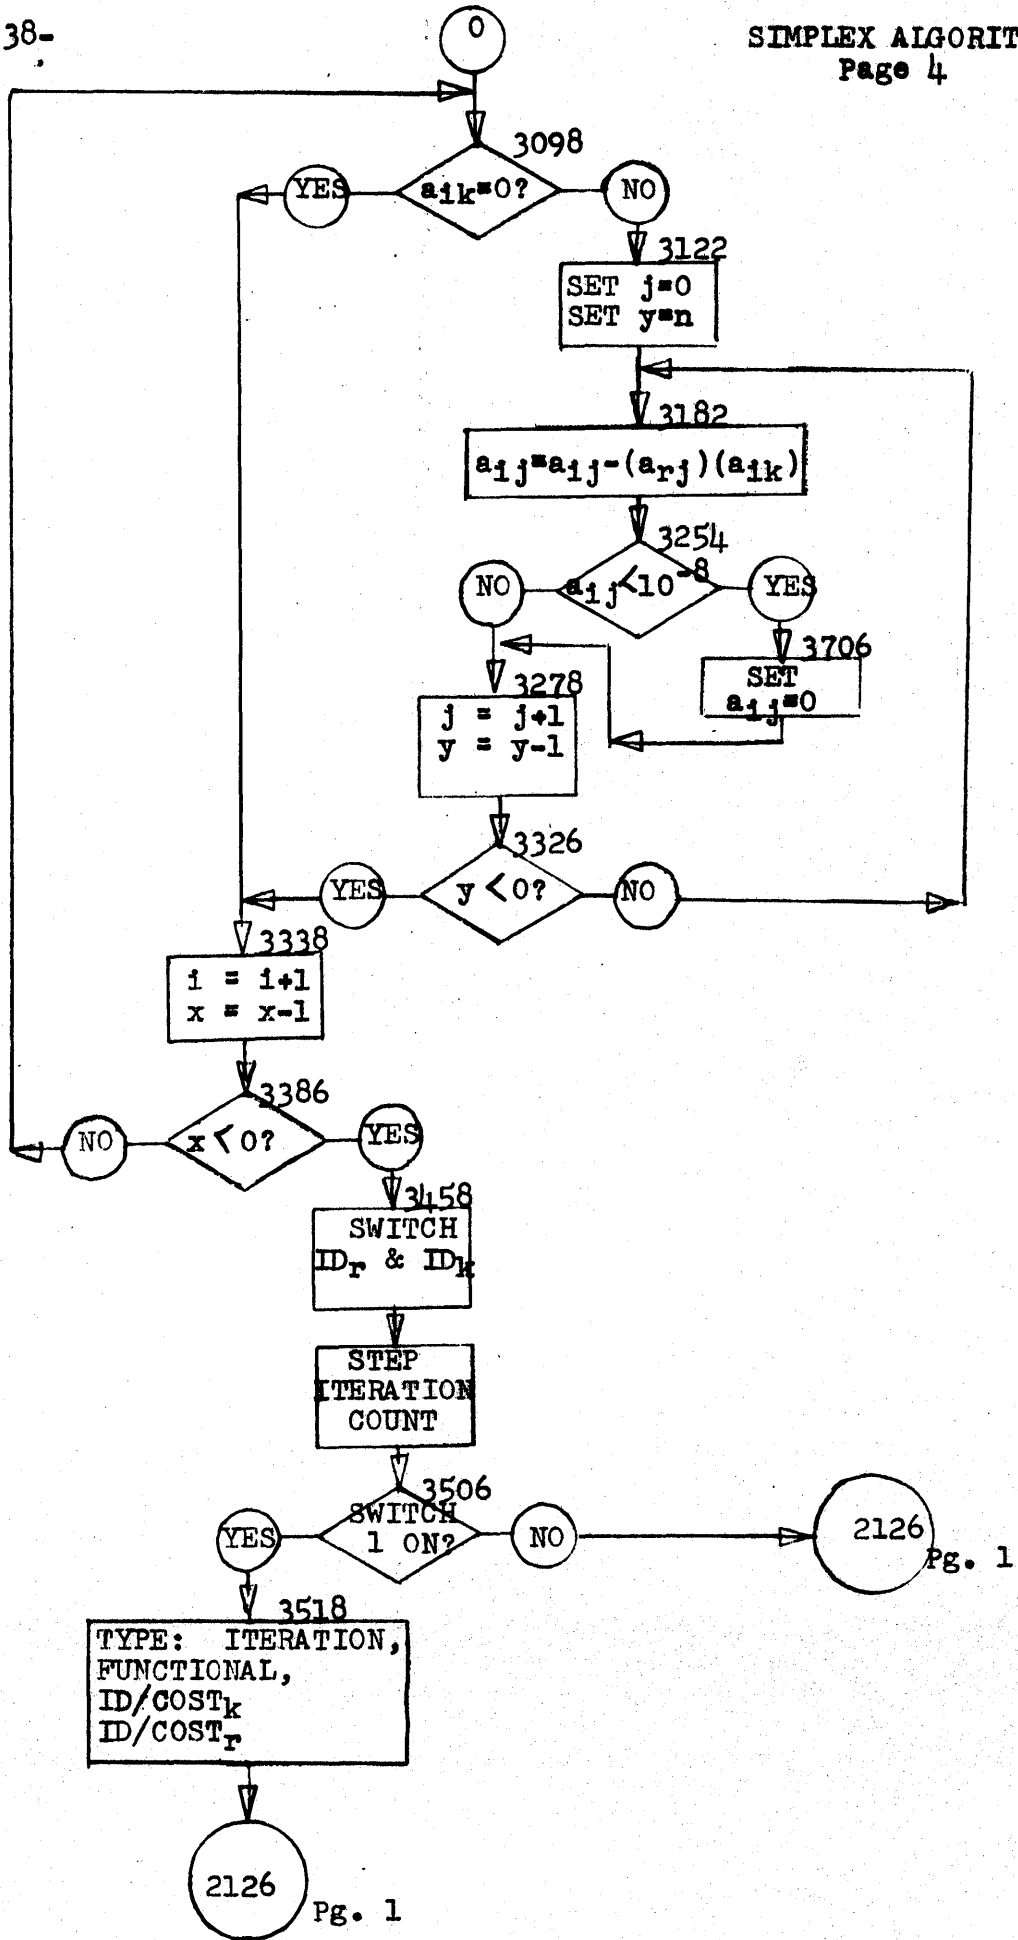 38-
O
SIMPLEX ALGORIT
Page 4
3098
YES
aik=0?
NO
3122
SET j=0
SET y=n
3182
aij=aij-(arj)(aik)
3254
NO
aij<10-8
YES
3706
SET
aij=0
3278
j = j+1
y = y-1
3326
YES
y <0?
NO
3338
i = i+1
x = x-1
3386
NO
x < 0?
YES
3458
SWITCH
IDr & IDk
STEP
ITERATION
COUNT
3506
YES
SWITCH
1 ON?
NO
2126
Pg. 1
3518
TYPE: ITERATION,
FUNCTIONAL,
ID/COSTk
ID/COSTr
2126
Pg. 1